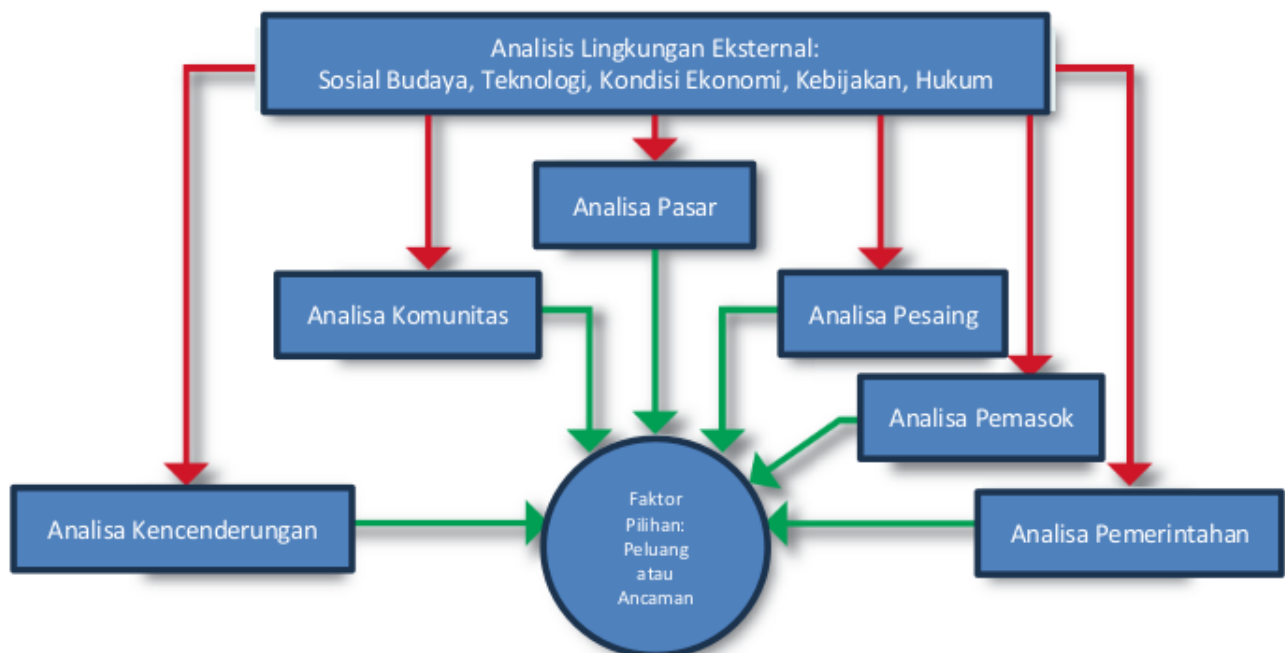 Analisis Lingkungan Eksternal:
Sosial Budaya, Teknologi, Kondisi Ekonomi, Kebijakan, Hukum
Analisa Pasar
Analisa Komunitas
Analisa Pesaing
Analisa Pemasok
Analisa Kencenderungan
Faktor
Pilihan:
Peluang
atau
Ancaman
Analisa Pemerintahan